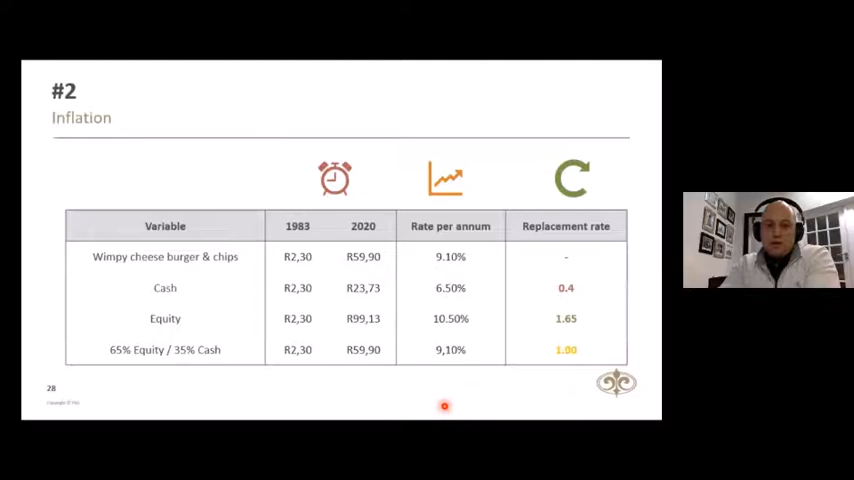 #2
Inflation
Variable 1983 2020 Rate per annum Replacement rate
Wimpy cheese burger & chips R2,30 R59,90 9.10% -
Cash R2,30 R23,73 6.50% 0.4
Equity R2,30 R99,13 10.50% 1.65
65% Equity / 35% Cash R2,30 R59,90 9,10% 1.00
28
Copyright ©